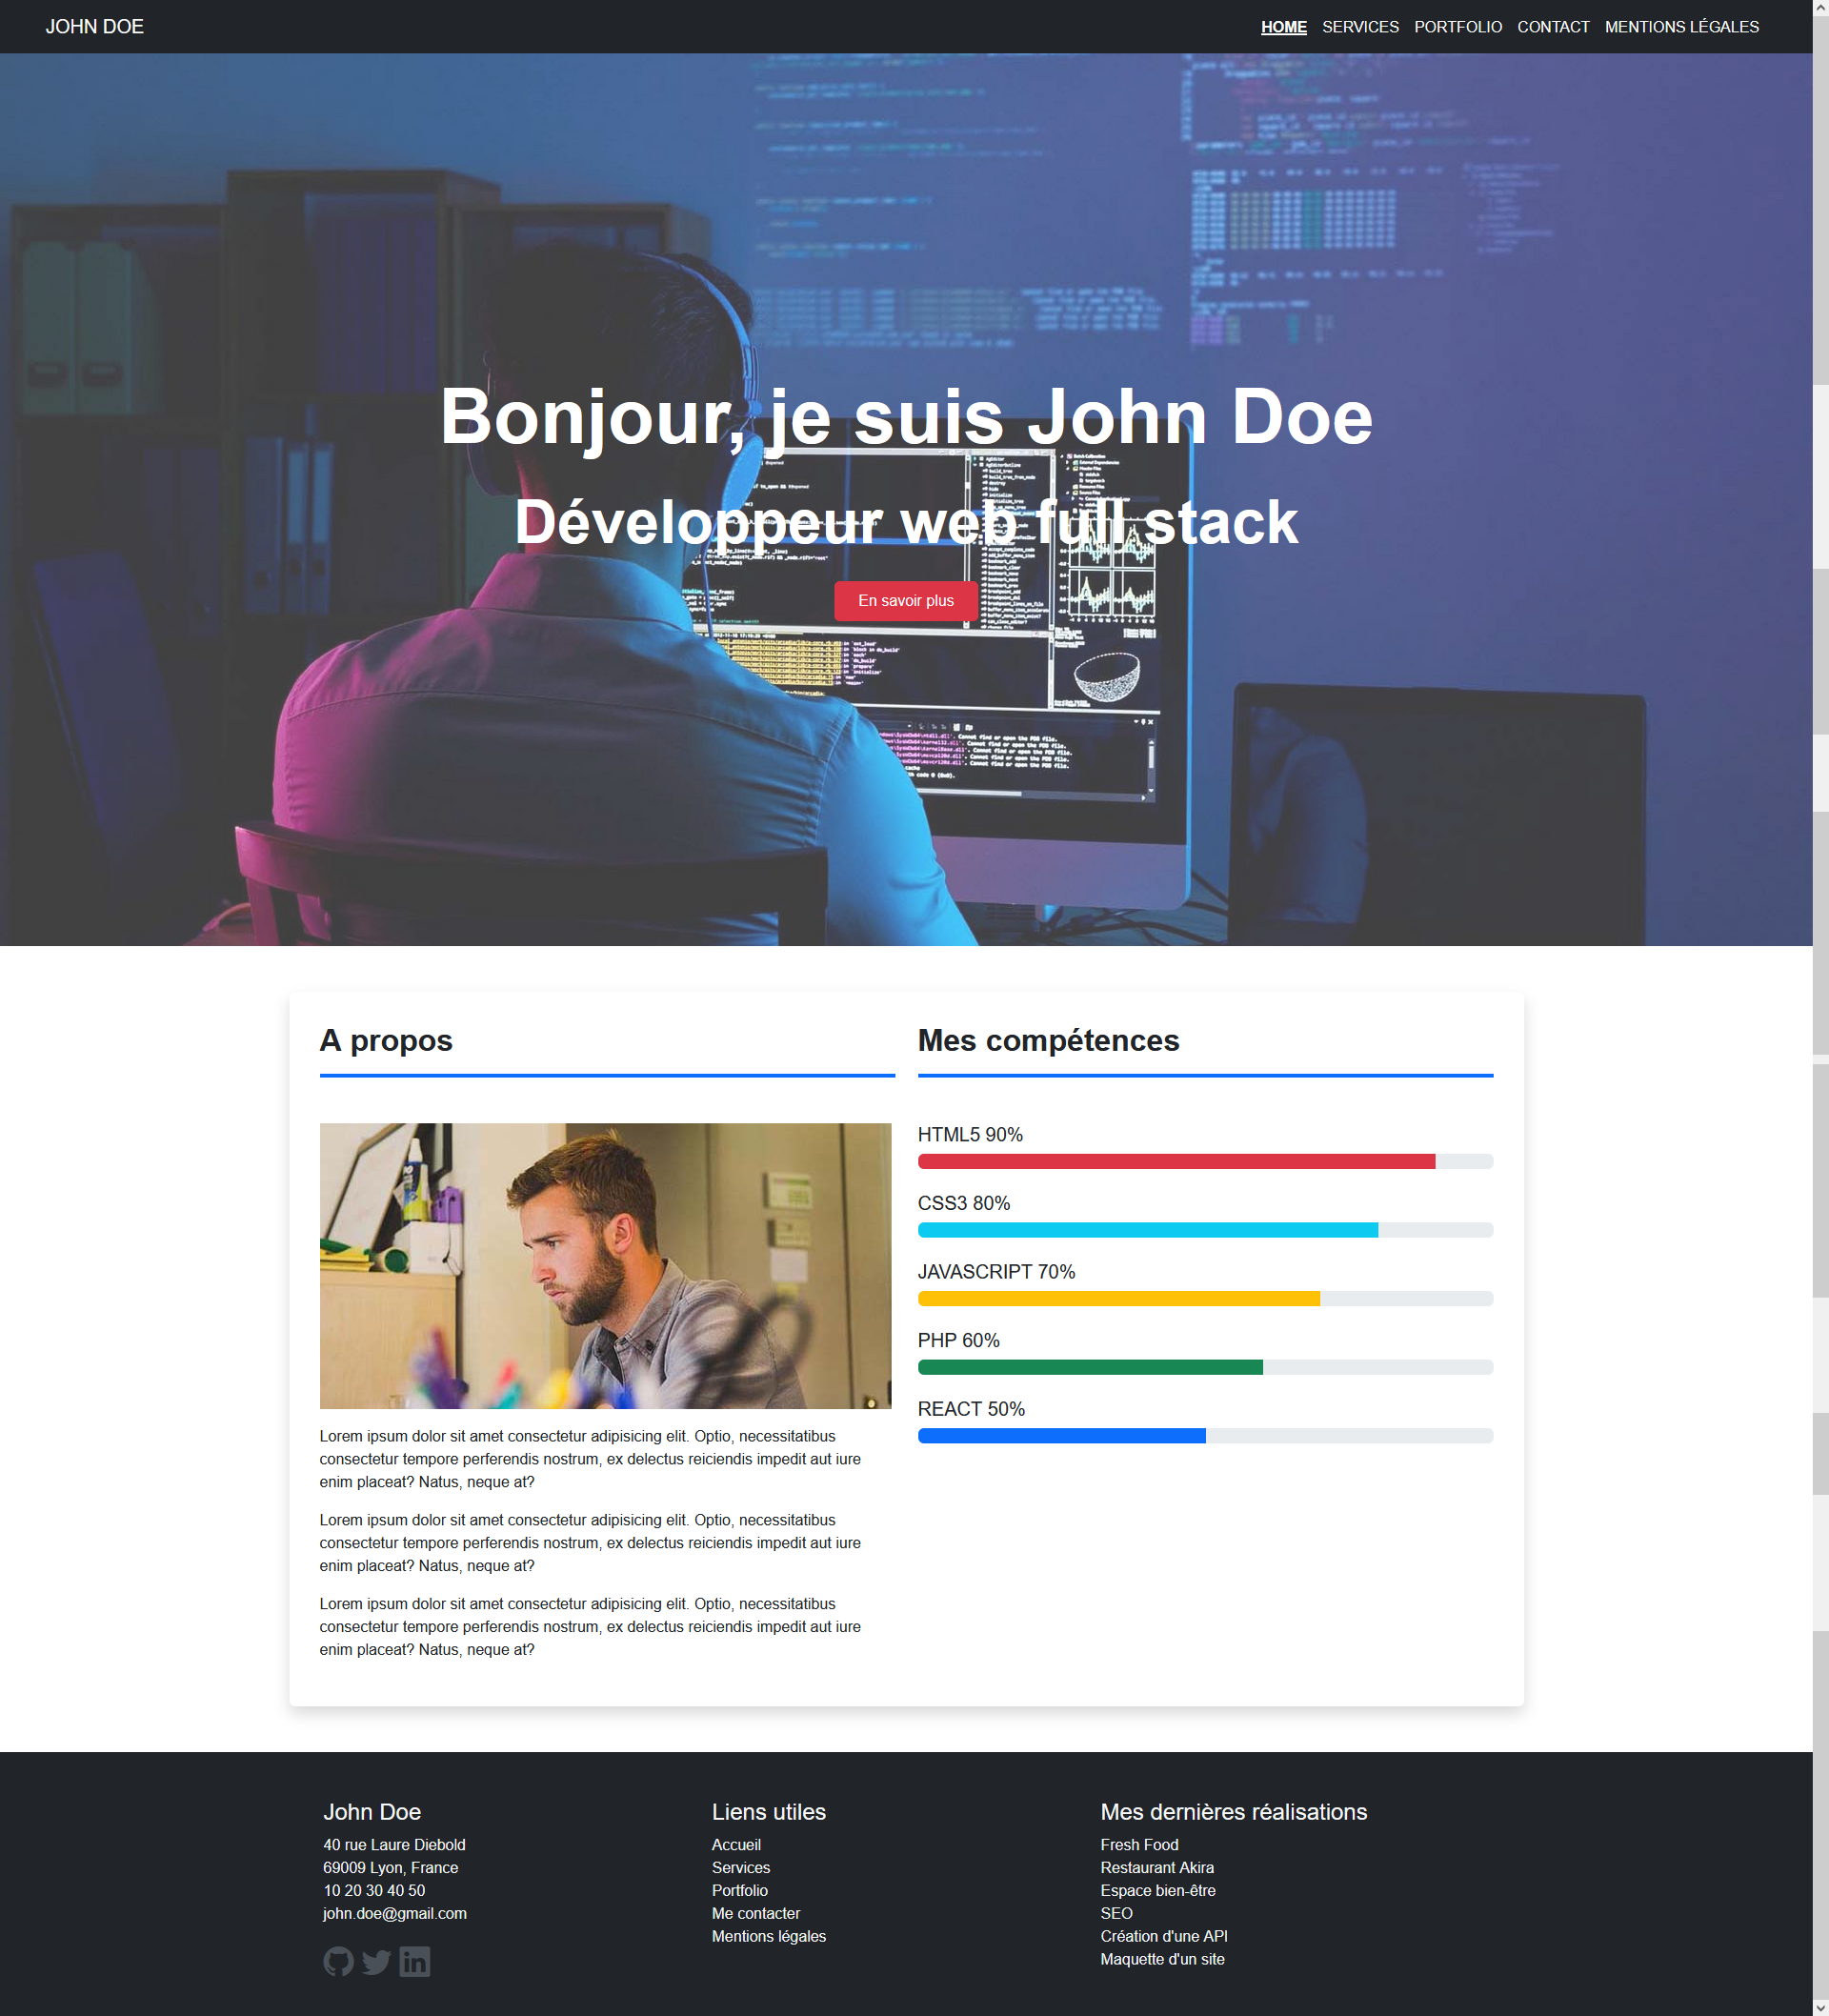 JOHN DOE
HOME SERVICES PORTFOLIO CONTACT MENTIONS LÉGALES
Bonjour, je suis John Doe
Développeur web full stack
En savoir plus
A propos
Lorem ipsum dolor sit amet consectetur adipisicing elit. Optio, necessitatibus
consectetur tempore perferendis nostrum, ex delectus reiciendis impedit aut iure
enim placeat? Natus, neque at?
Lorem ipsum dolor sit amet consectetur adipisicing elit. Optio, necessitatibus
consectetur tempore perferendis nostrum, ex delectus reiciendis impedit aut iure
enim placeat? Natus, neque at?
Lorem ipsum dolor sit amet consectetur adipisicing elit. Optio, necessitatibus
consectetur tempore perferendis nostrum, ex delectus reiciendis impedit aut iure
enim placeat? Natus, neque at?
Mes compétences
HTML5 90%
CSS3 80%
JAVASCRIPT 70%
PHP 60%
REACT 50%
John Doe
40 rue Laure Diebold
69009 Lyon, France
10 20 30 40 50
john.doe@gmail.com
Liens utiles
Accueil
Services
Portfolio
Me contacter
Mentions légales
Mes dernières réalisations
Fresh Food
Restaurant Akira
Espace bien-être
SEO
Création d'une API
Maquette d'un site